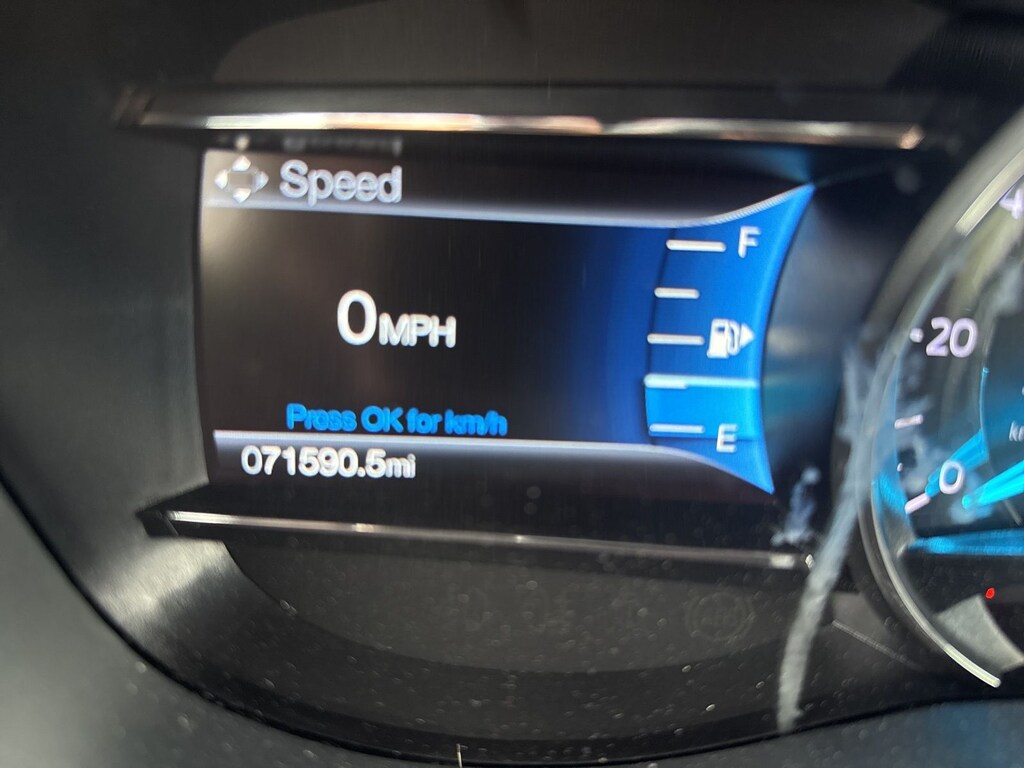 Speed
F
0MPH
Press OK for km/h
E
071590.5mi
20
0